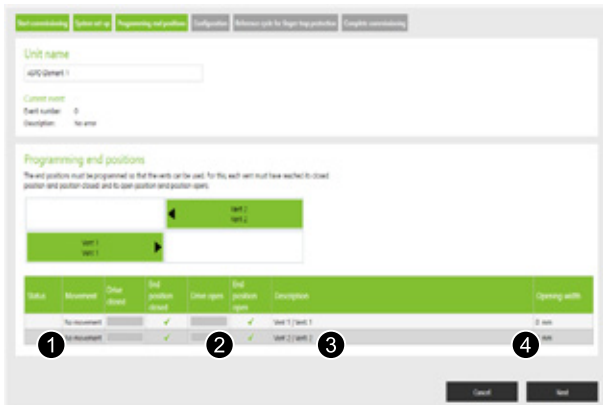 Start commissioning
System set up
Programming end positions
Configuration
Reference cycle for finger trap protection
Complete commissioning
Unit name
Element 1
Current event
Event number: 0
Description: No error
Programming end positions
The end positions must be programmed so that the vents can be used. For this, each vent must have reached its closed
position and position closed and its open position and position open.
Vent 2
Vent 2
Vent 1
Vent 1
Status Movement Drive closed End position closed Drive open End position open Description Opening width
No movement Vent 1 / Vent 1 0 mm
No movement Vent 2 / Vent 2 mm
1 2 3 4
Cancel Next